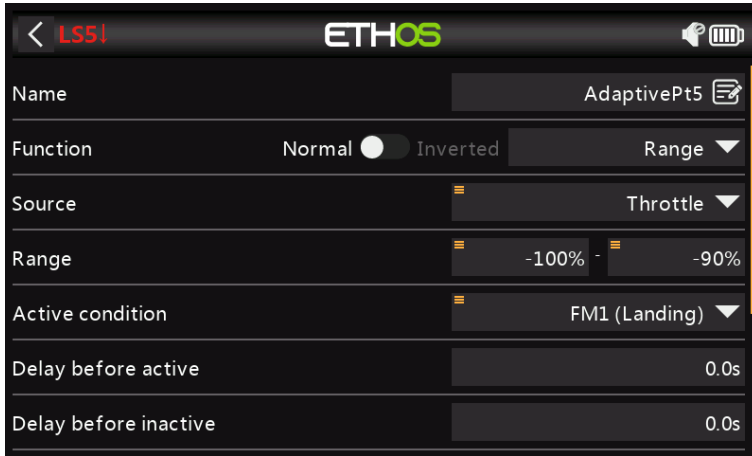 LS5↓ ETHOS
Name AdaptivePt5
Function Normal Inverted Range
Source Throttle
Range -100% - -90%
Active condition FM1 (Landing)
Delay before active 0.0s
Delay before inactive 0.0s